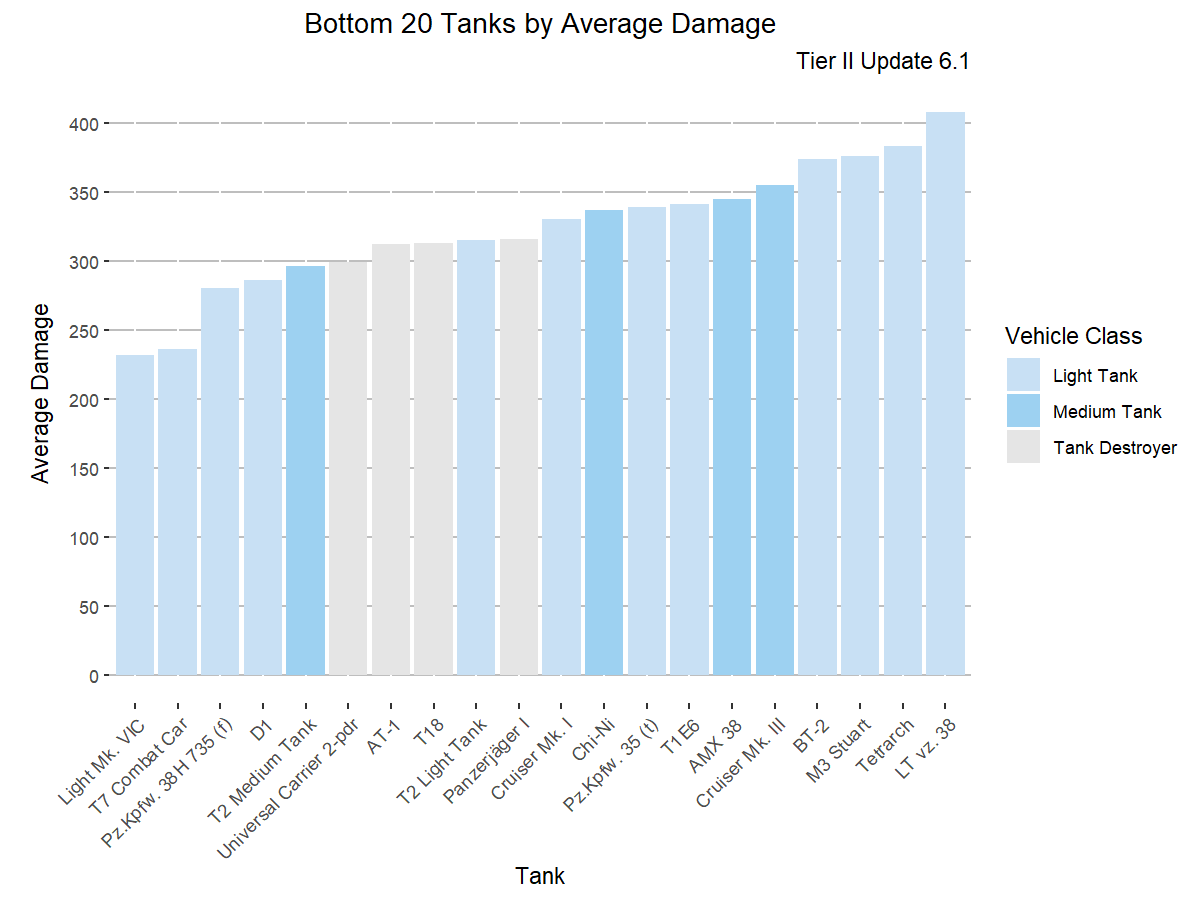 Bottom 20 Tanks by Average Damage
Tier II Update 6.1
Average Damage
400
350
300
250
200
150
100
50
0
Light Mk. VIC
T7 Combat Car
Pz.Kpfw. 38H 735 (f)
D1
T2 Medium Tank
Universal Carrier 2-pdr
AT-1
T18
T2 Light Tank
Panzerjäger I
Cruiser Mk. I
Chi-Ni
Pz.Kpfw. 35 (t)
T1E6
AMX 38
Cruiser Mk. III
BT-2
M3 Stuart
Tetrarch
LT vz. 38
Tank
Vehicle Class
Light Tank
Medium Tank
Tank Destroyer